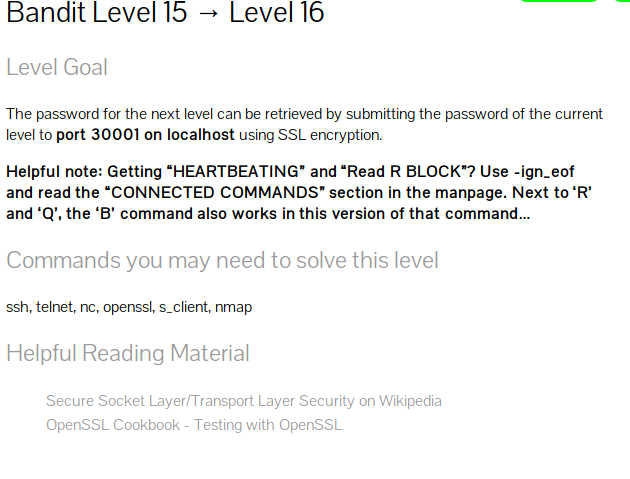 Bandit Level 15 → Level 16
Level Goal
The password for the next level can be retrieved by submitting the password of the current
level to port 30001 on localhost using SSL encryption.
Helpful note: Getting “HEARTBEATING” and “Read R BLOCK”? Use -ign_eof
and read the “CONNECTED COMMANDS” section in the manpage. Next to ‘R’
and ‘Q’, the ‘B’ command also works in this version of that command…
Commands you may need to solve this level
ssh, telnet, nc, openssl, s_client, nmap
Helpful Reading Material
Secure Socket Layer/Transport Layer Security on Wikipedia
OpenSSL Cookbook - Testing with OpenSSL